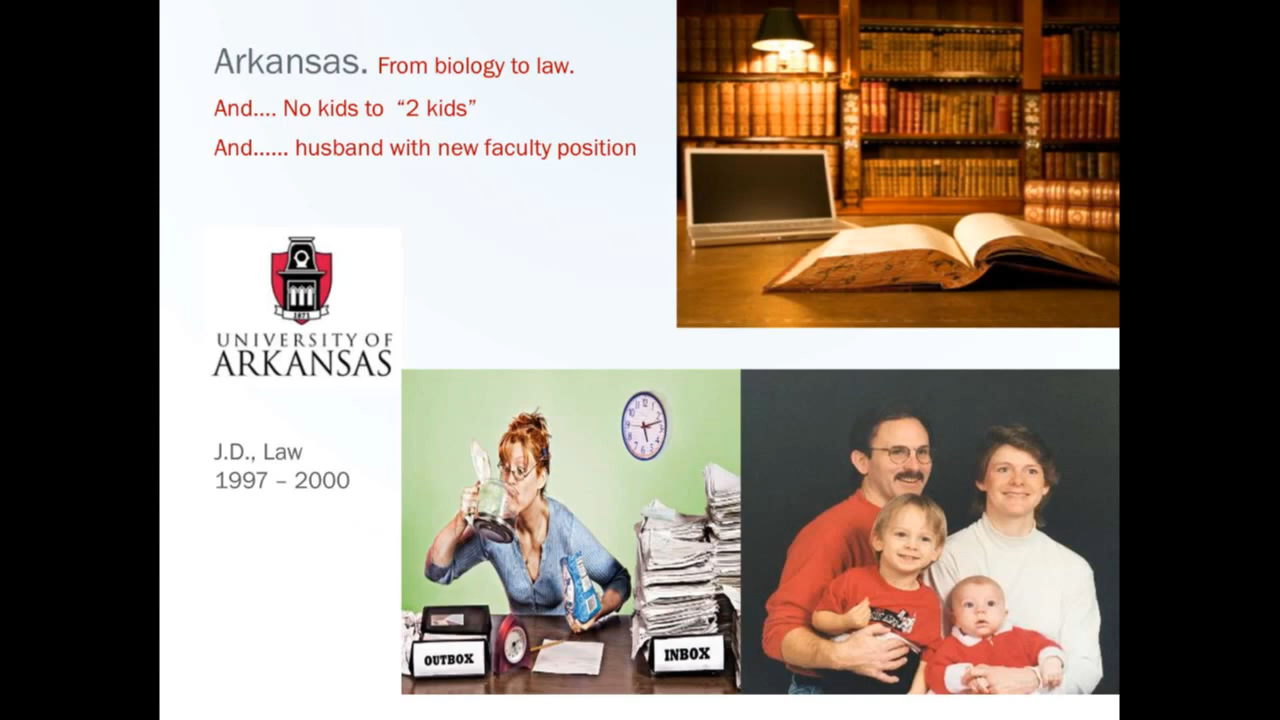 Arkansas. From biology to law.
And.... No kids to “2 kids”
And...... husband with new faculty position
1871
UNIVERSITY OF
ARKANSAS
J.D., Law
1997 – 2000
OUTBOX
INBOX